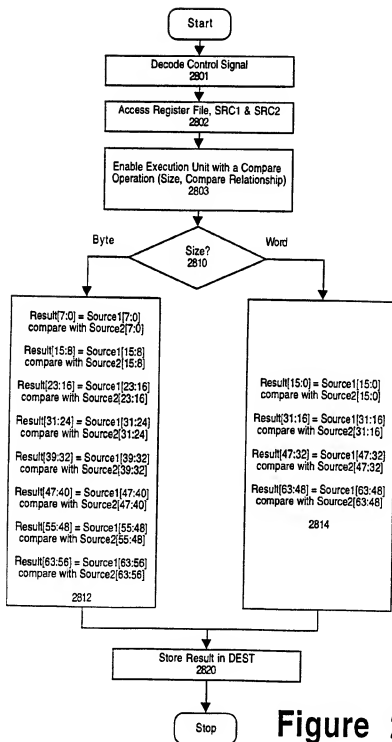 Start
Decode Control Signal
2801
Access Register File, SRC1 & SRC2
2802
Enable Execution Unit with a Compare
Operation (Size, Compare Relationship)
2803
Byte
Size?
2810
Word
Result[7:0] = Source1[7:0]
compare with Source2[7:0]
Result[15:8] = Source1[15:8]
compare with Source2[15:8]
Result[23:16] = Source1[23:16]
compare with Source2[23:16]
Result[31:24] = Source1[31:24]
compare with Source2[31:24]
Result[39:32] = Source1[39:32]
compare with Source2[39:32]
Result[47:40] = Source1[47:40]
compare with Source2[47:40]
Result[55:48] = Source1[55:48]
compare with Source2[55:48]
Result[63:56] = Source1[63:56]
compare with Source2[63:56]
2812
Result[15:0] = Source1[15:0]
compare with Source2[15:0]
Result[31:16] = Source1[31:16]
compare with Source2[31:16]
Result[47:32] = Source1[47:32]
compare with Source2[47:32]
Result[63:48] = Source1[63:48]
compare with Source2[63:48]
2814
Store Result in DEST
2820
Stop
Figure